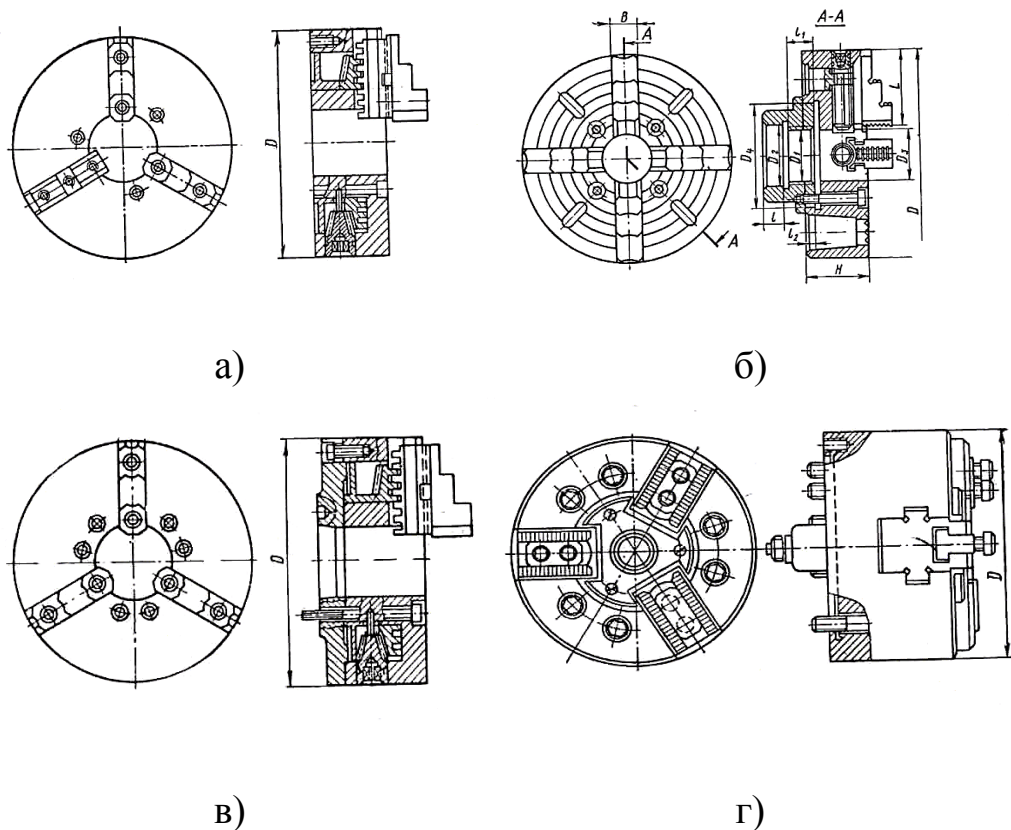 D
B
A
A
A-A
l₁
L
D₄
D₂
D₁
D₃
D
l
l₂
H
а)
б)
D
D
в)
г)